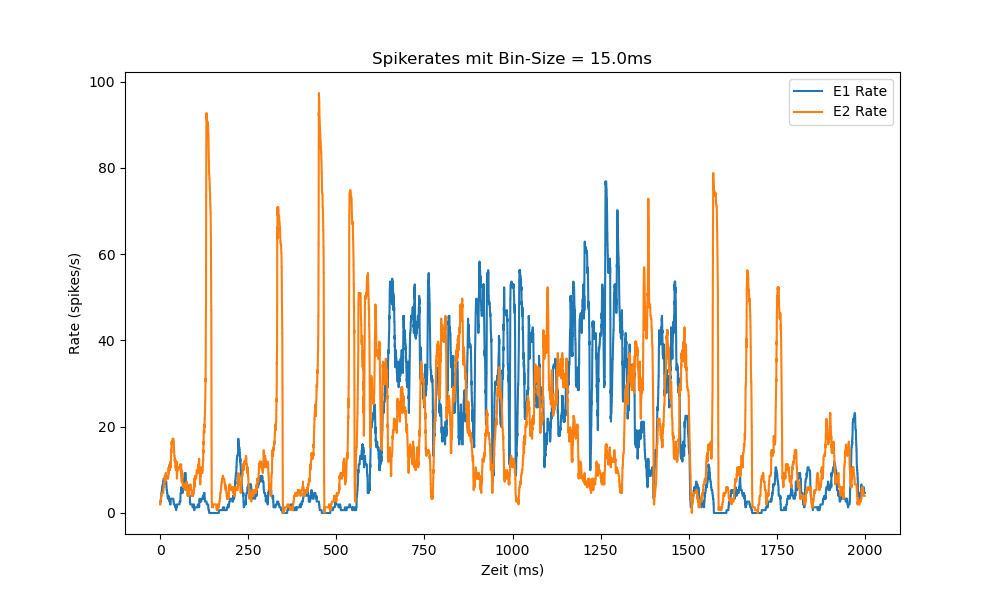 Spikerates mit Bin-Size = 15.0ms
E1 Rate
E2 Rate
100
80
60
40
20
0
Rate (spikes/s)
0 250 500 750 1000 1250 1500 1750 2000
Zeit (ms)